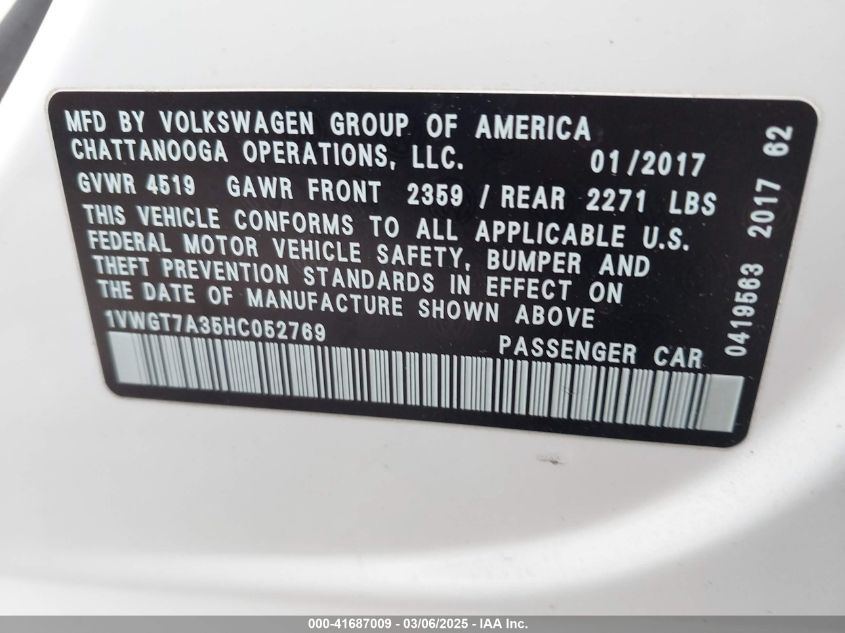 MFD BY VOLKSWAGEN GROUP OF AMERICA
CHATTANOOGA OPERATIONS, LLC. 01/2017
GVWR 4519 GAWR FRONT 2359 / REAR 2271 LBS
THIS VEHICLE CONFORMS TO ALL APPLICABLE U.S.
FEDERAL MOTOR VEHICLE SAFETY, BUMPER AND
THEFT PREVENTION STANDARDS IN EFFECT ON
THE DATE OF MANUFACTURE SHOWN ABOVE
1VWGT7A35HC052769
PASSENGER CAR
0419563 2017 62
000-41687009 - 03/06/2025 - IAA Inc.